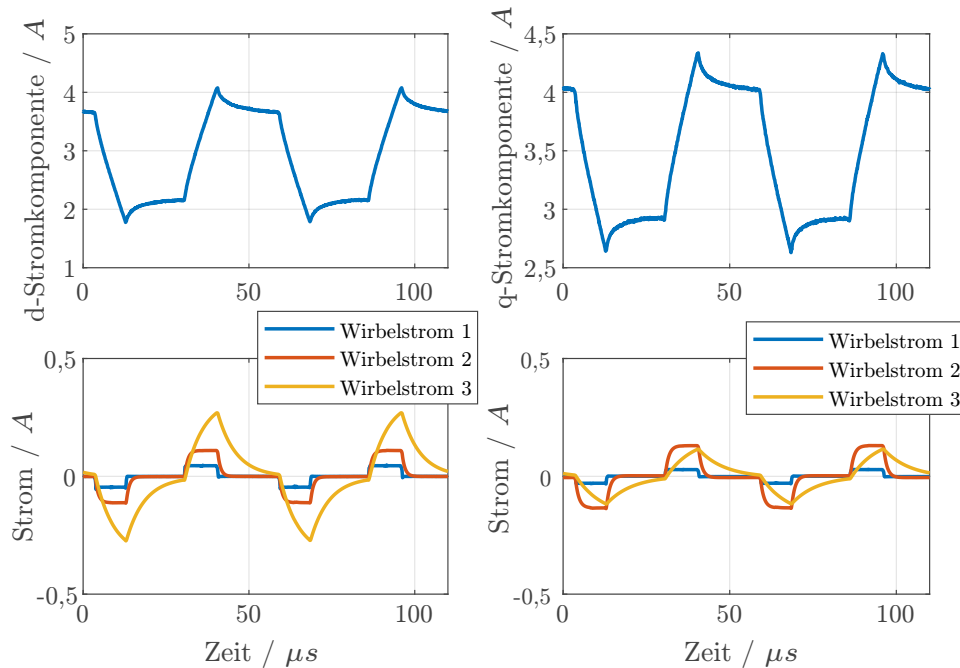 d-Stromkomponente / A
5
4
3
2
1
0
50
100
q-Stromkomponente / A
4,5
4
3,5
3
2,5
0
50
100
Wirbelstrom 1
Wirbelstrom 2
Wirbelstrom 3
Strom / A
0,5
0
-0,5
0
50
100
Zeit / μs
Wirbelstrom 1
Wirbelstrom 2
Wirbelstrom 3
Strom / A
0,5
0
-0,5
0
50
100
Zeit / μs